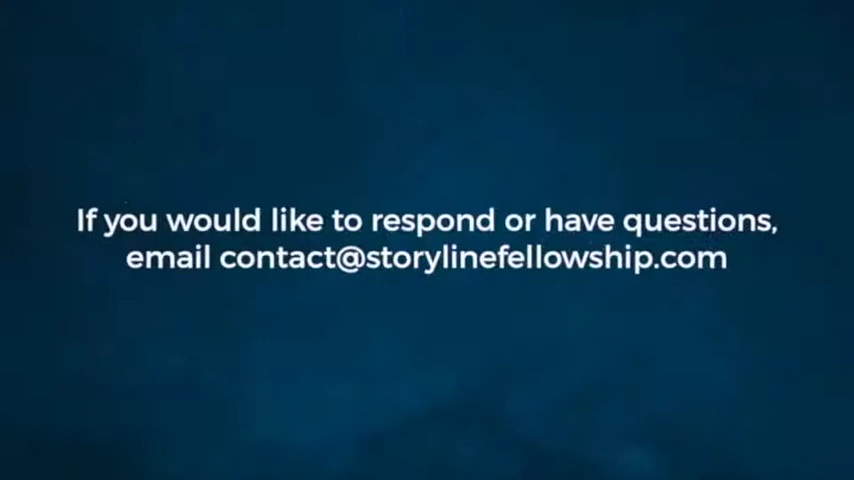 If you would like to respond or have questions,
email contact@storylinefellowship.com